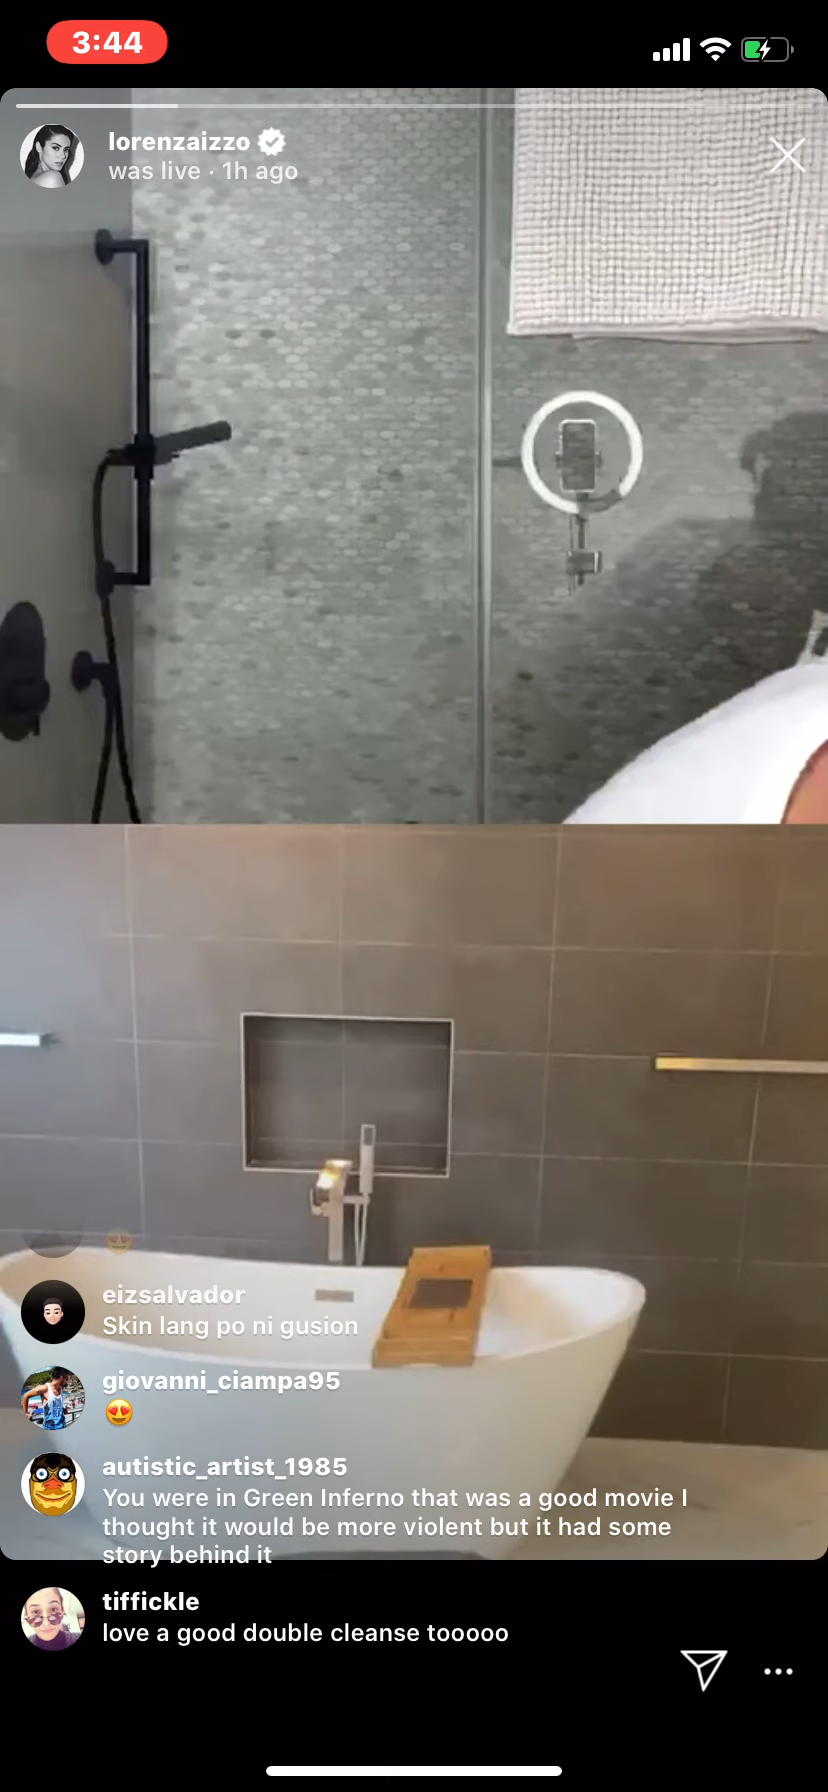 3:44
lorenzaizzo
was live · 1h ago
😍
eizsalvador
Skin lang po ni gusion
giovanni_ciampa95
😍
autistic_artist_1985
You were in Green Inferno that was a good movie I
thought it would be more violent but it had some
story behind it
tiffickle
love a good double cleanse tooooo